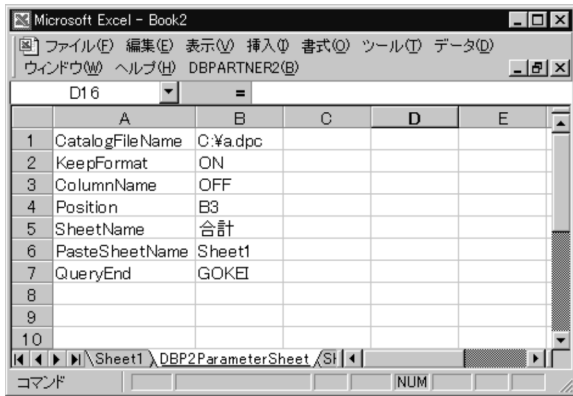 Microsoft Excel - Book2
ファイル(F) 編集(E) 表示(V) 挿入(I) 書式(O) ツール(T) データ(D)
ウィンドウ(W) ヘルプ(H) DBPARTNER2(B)
D16 =
A B C D E
1 CatalogFileName C:¥a.dpc
2 KeepFormat ON
3 ColumnName OFF
4 Position B3
5 SheetName 合計
6 PasteSheetName Sheet1
7 QueryEnd GOKEI
8
9
10
Sheet1 DBP2ParameterSheet
コマンド NUM